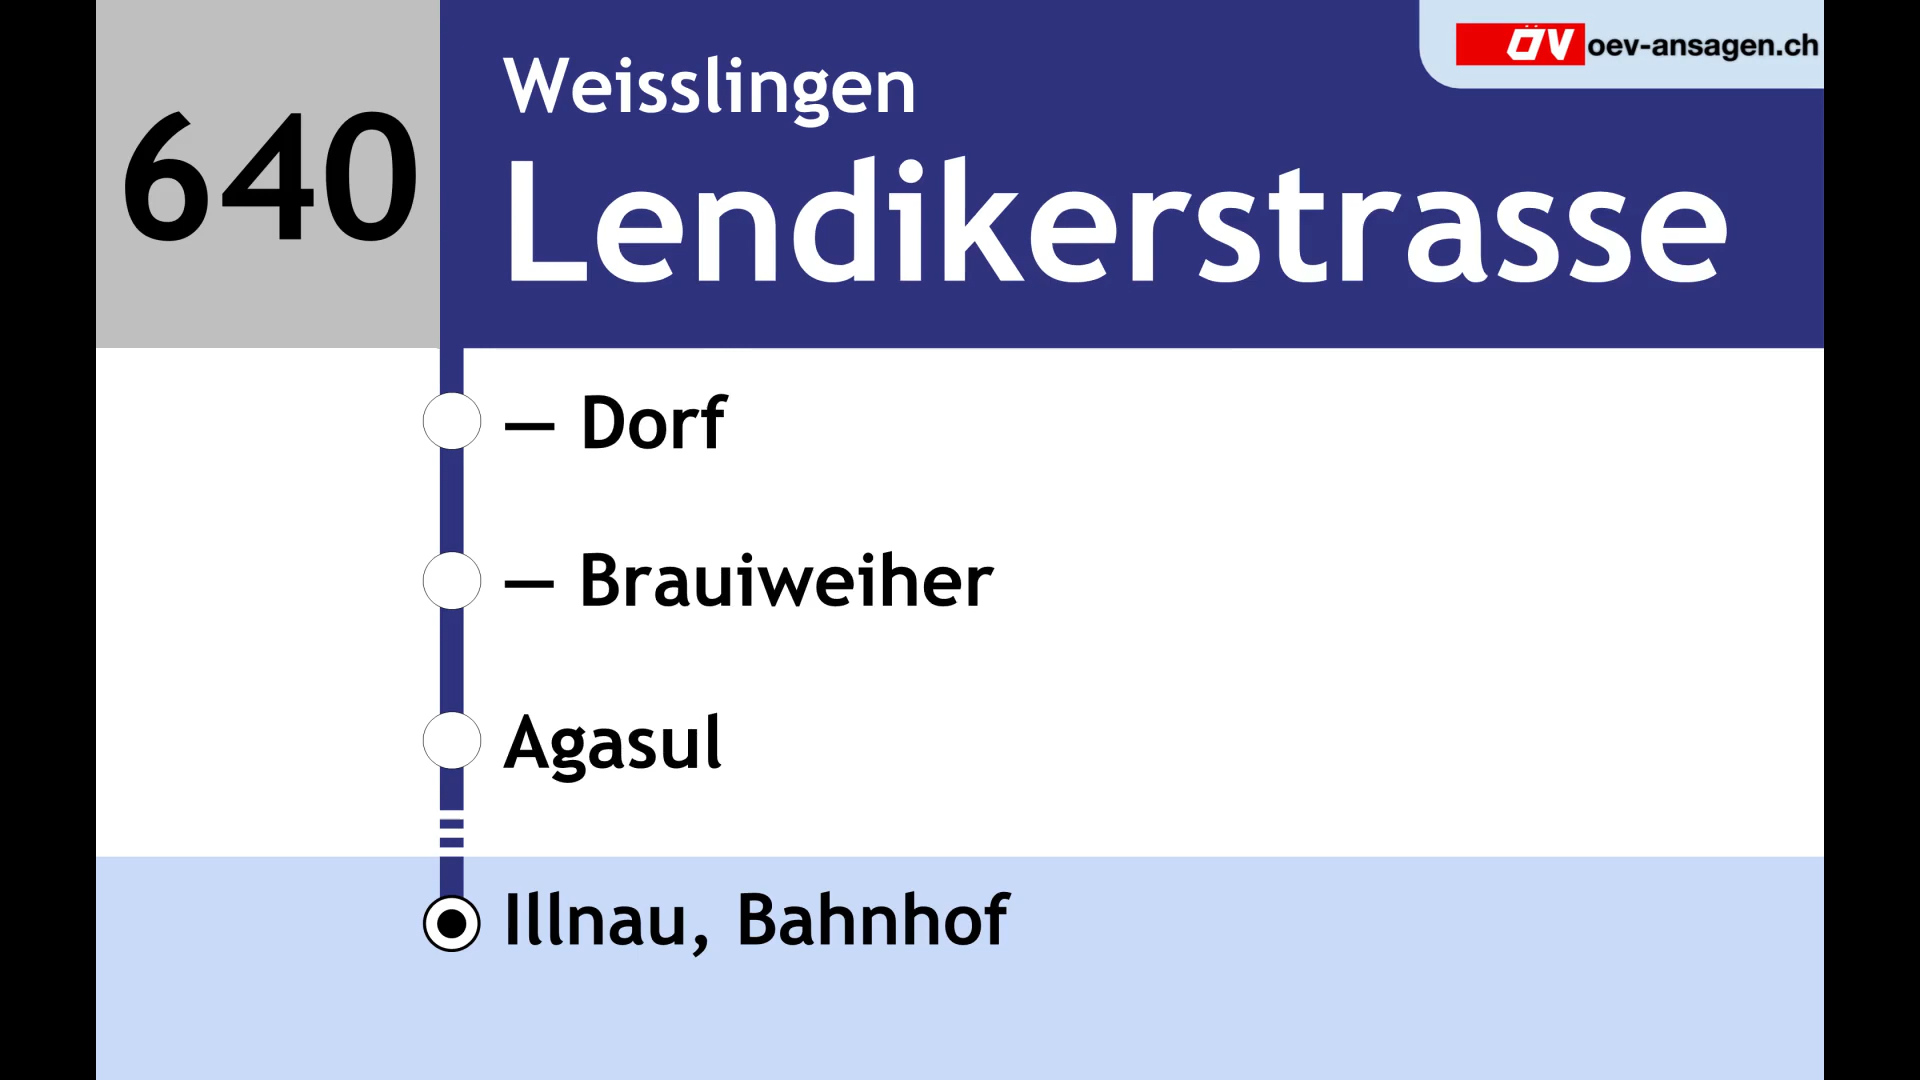 640
Weisslingen
ÖV oev-ansagen.ch
Lendikerstrasse
– Dorf
– Brauiweiher
Agasul
Illnau, Bahnhof